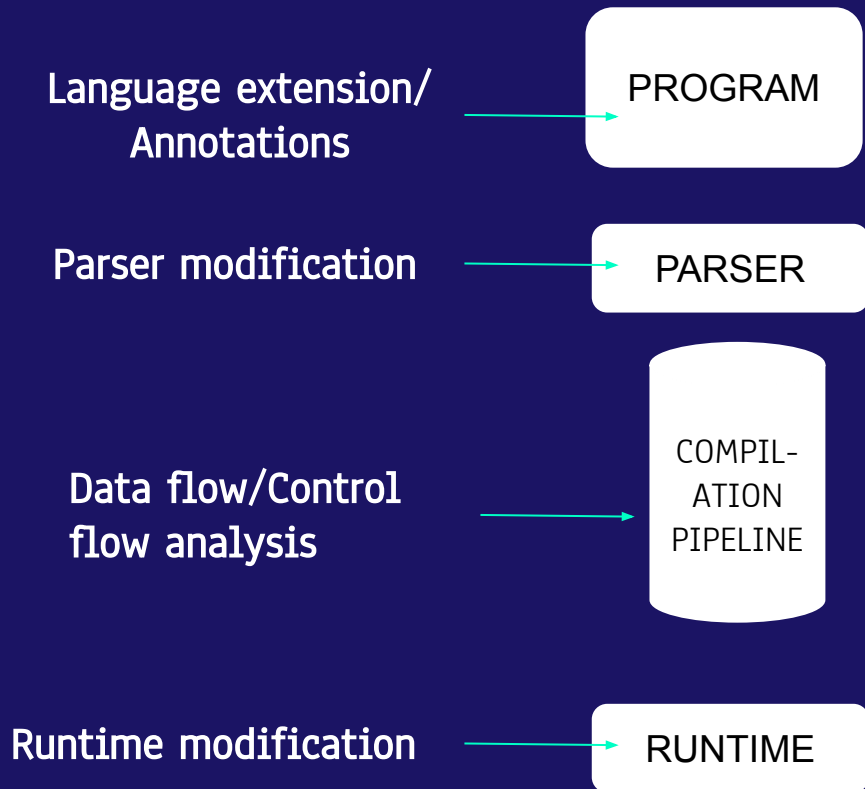 Language extension/
Annotations
PROGRAM
Parser modification
PARSER
Data flow/Control
flow analysis
COMPIL-
ATION
PIPELINE
Runtime modification
RUNTIME